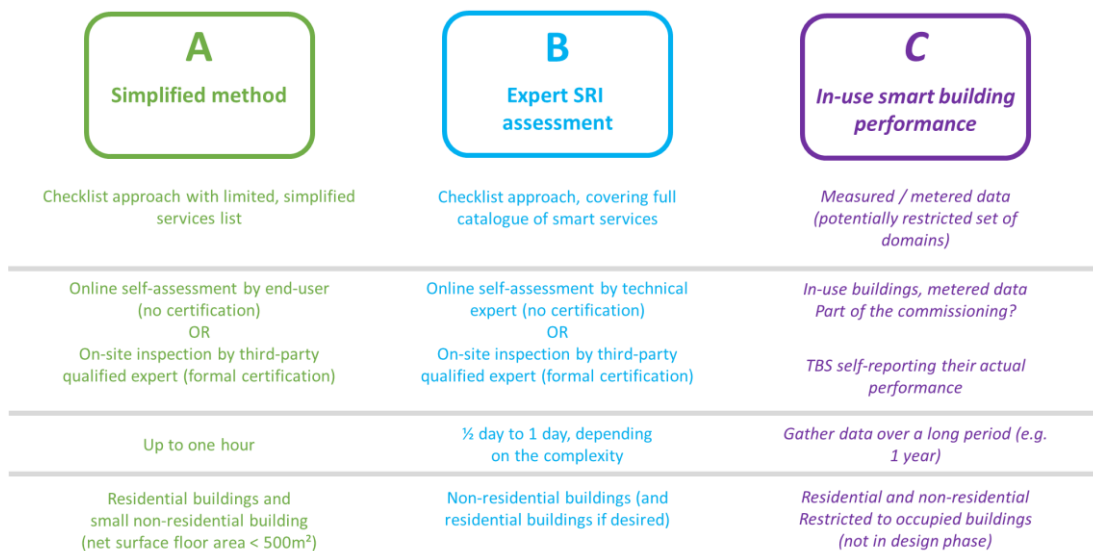 A
Simplified method
B
Expert SRI
assessment
C
In-use smart building
performance
Checklist approach with limited, simplified
services list
Checklist approach, covering full
catalogue of smart services
Measured / metered data
(potentially restricted set of
domains)
Online self-assessment by end-user
(no certification)
OR
On-site inspection by third-party
qualified expert (formal certification)
Online self-assessment by technical
expert (no certification)
OR
On-site inspection by third-party
qualified expert (formal certification)
In-use buildings, metered data
Part of the commissioning?
TBS self-reporting their actual
performance
Up to one hour
½ day to 1 day, depending
on the complexity
Gather data over a long period (e.g.
1 year)
Residential buildings and
small non-residential building
(net surface floor area < 500m²)
Non-residential buildings (and
residential buildings if desired)
Residential and non-residential
Restricted to occupied buildings
(not in design phase)